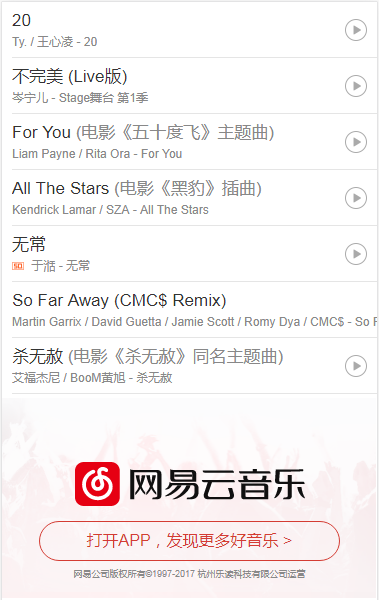 20
Ty. / 王心凌 - 20
不完美 (Live版)
岑宁儿 - Stage舞台 第1季
For You (电影《五十度飞》主题曲)
Liam Payne / Rita Ora - For You
All The Stars (电影《黑豹》插曲)
Kendrick Lamar / SZA - All The Stars
无常
SQ 于湉 - 无常
So Far Away (CMC$ Remix)
Martin Garrix / David Guetta / Jamie Scott / Romy Dya / CMC$ - So F
杀无赦 (电影《杀无赦》同名主题曲)
艾福杰尼 / BooM黄旭 - 杀无赦
网易云音乐
打开APP，发现更多好音乐 >
网易公司版权所有©1997-2017 杭州乐读科技有限公司运营